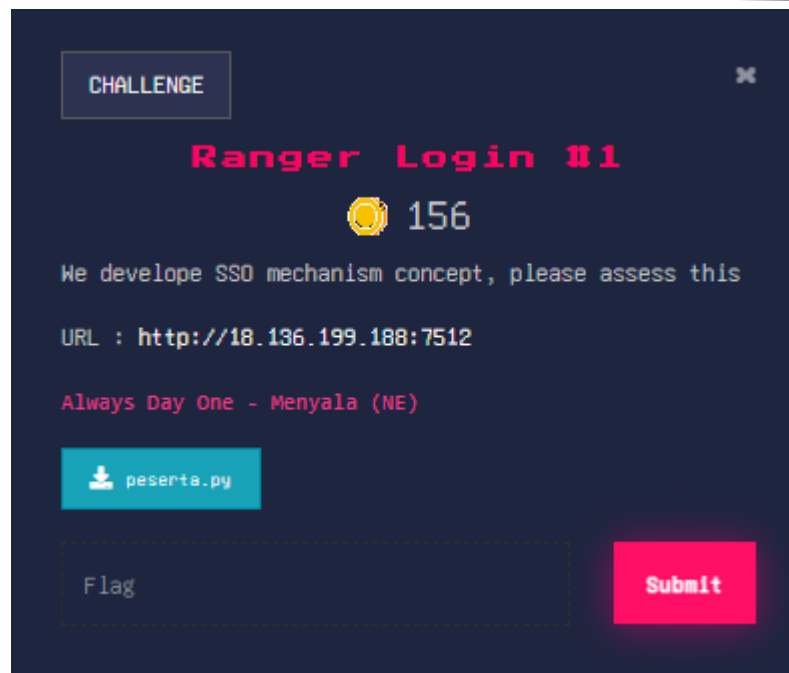 CHALLENGE
✖
Ranger Login #1
156
We develope SSO mechanism concept, please assess this
URL : http://18.136.199.188:7512
Always Day One - Menyala (NE)
peserta.py
Flag
Submit